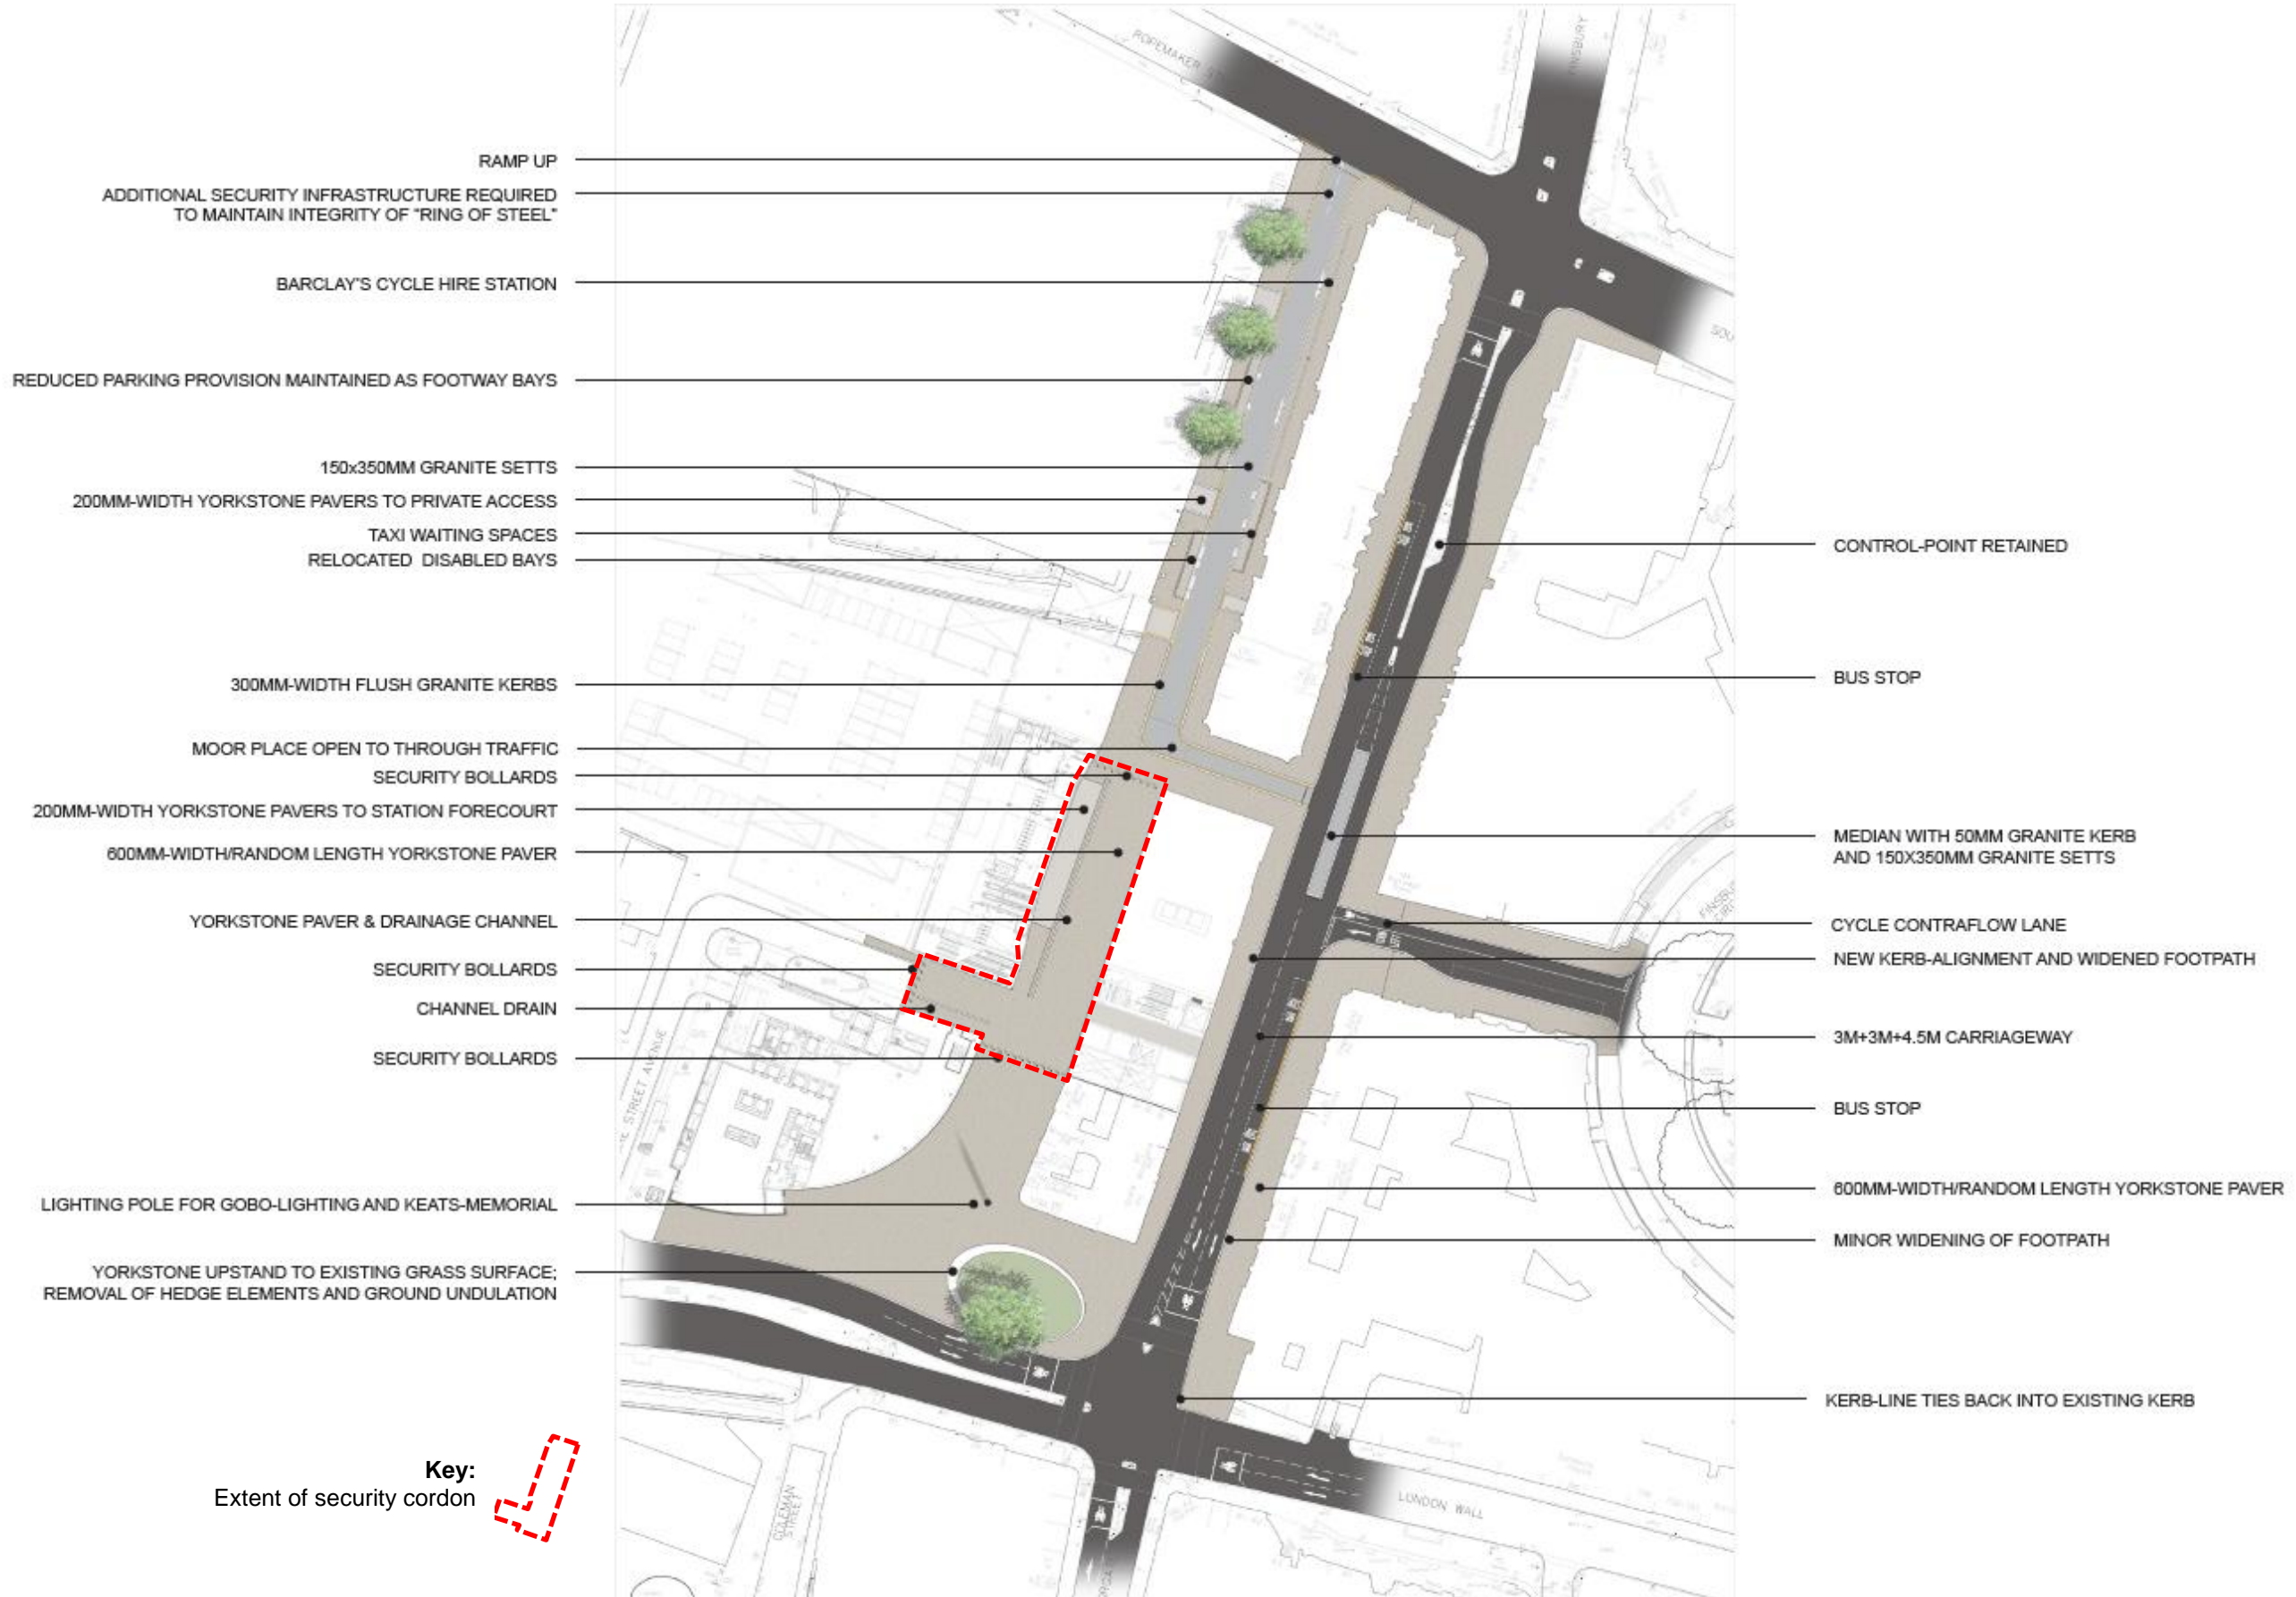 ROPEMAKER
FINSBURY
RAMP UP
ADDITIONAL SECURITY INFRASTRUCTURE REQUIRED
TO MAINTAIN INTEGRITY OF "RING OF STEEL"
BARCLAY'S CYCLE HIRE STATION
REDUCED PARKING PROVISION MAINTAINED AS FOOTWAY BAYS
150x350MM GRANITE SETTS
200MM-WIDTH YORKSTONE PAVERS TO PRIVATE ACCESS
TAXI WAITING SPACES
RELOCATED DISABLED BAYS
300MM-WIDTH FLUSH GRANITE KERBS
MOOR PLACE OPEN TO THROUGH TRAFFIC
SECURITY BOLLARDS
200MM-WIDTH YORKSTONE PAVERS TO STATION FORECOURT
600MM-WIDTH/RANDOM LENGTH YORKSTONE PAVER
YORKSTONE PAVER & DRAINAGE CHANNEL
SECURITY BOLLARDS
CHANNEL DRAIN
SECURITY BOLLARDS
LIGHTING POLE FOR GOBO-LIGHTING AND KEATS-MEMORIAL
YORKSTONE UPSTAND TO EXISTING GRASS SURFACE;
REMOVAL OF HEDGE ELEMENTS AND GROUND UNDULATION
Key:
Extent of security cordon
SOU
CONTROL-POINT RETAINED
BUS STOP
MEDIAN WITH 50MM GRANITE KERB
AND 150X350MM GRANITE SETTS
CYCLE CONTRAFLOW LANE
NEW KERB-ALIGNMENT AND WIDENED FOOTPATH
3M+3M+4.5M CARRIAGEWAY
BUS STOP
600MM-WIDTH/RANDOM LENGTH YORKSTONE PAVER
MINOR WIDENING OF FOOTPATH
KERB-LINE TIES BACK INTO EXISTING KERB
STREET AVENUE
COLEMAN
STREET
LONDON WALL